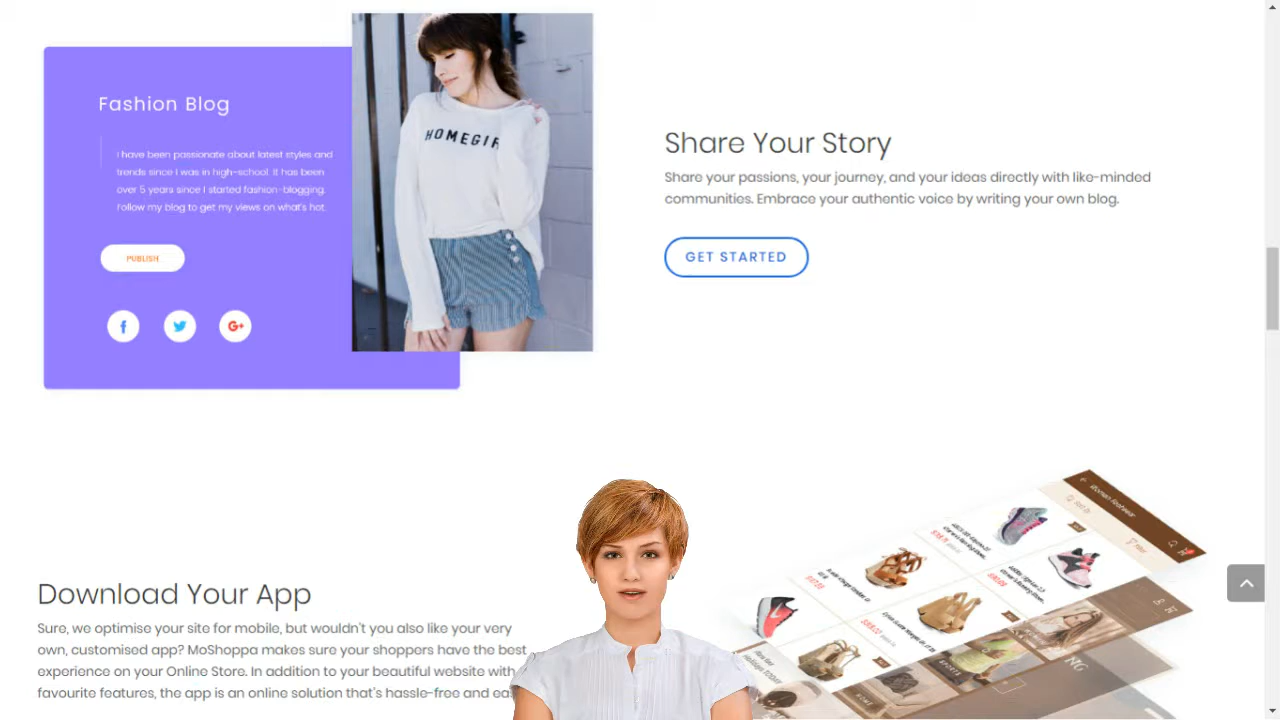 Fashion Blog
I have been passionate about latest styles and
trends since I was in high-school. It has been
over 5 years since I started fashion-blogging.
Follow my blog to get my views on what's hot.
PUBLISH
f
G+
HOMEGIR
Share Your Story
Share your passions, your journey, and your ideas directly with like-minded
communities. Embrace your authentic voice by writing your own blog.
GET STARTED
Download Your App
Sure, we optimise your site for mobile, but wouldn't you also like your very
own, customised app? MoShoppa makes sure your shoppers have the best
experience on your Online Store. In addition to your beautiful website with
favourite features, the app is an online solution that's hassle-free and ea
Women Footwear
Sort By
Filter